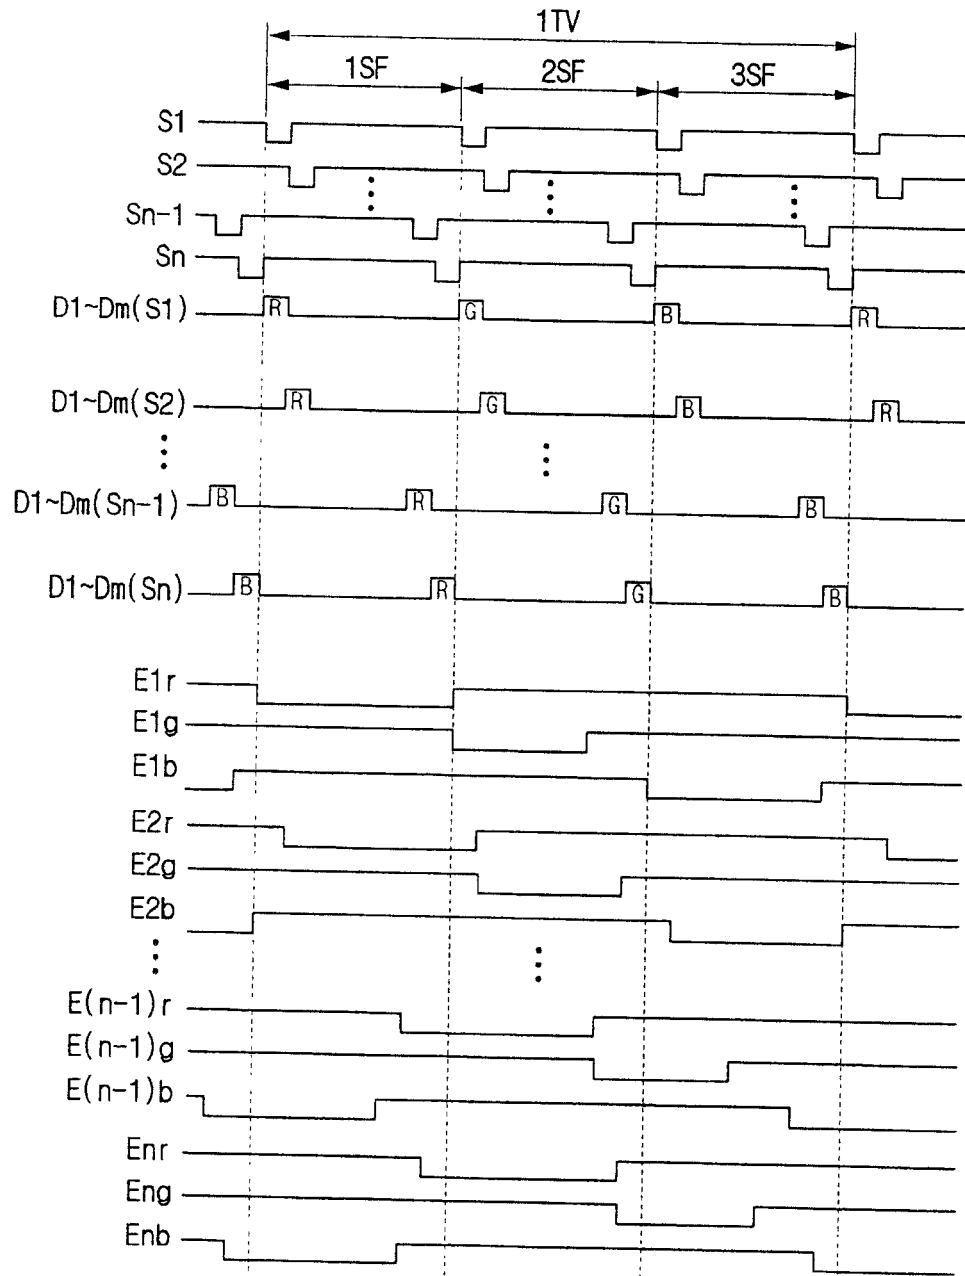 1TV
1SF 2SF 3SF
S1
S2
Sn-1
Sn
D1~Dm(S1) R G B R
D1~Dm(S2) R G B R
D1~Dm(Sn-1) B R G B
D1~Dm(Sn) B R G B
E1r
E1g
E1b
E2r
E2g
E2b
E(n-1)r
E(n-1)g
E(n-1)b
Enr
Eng
Enb